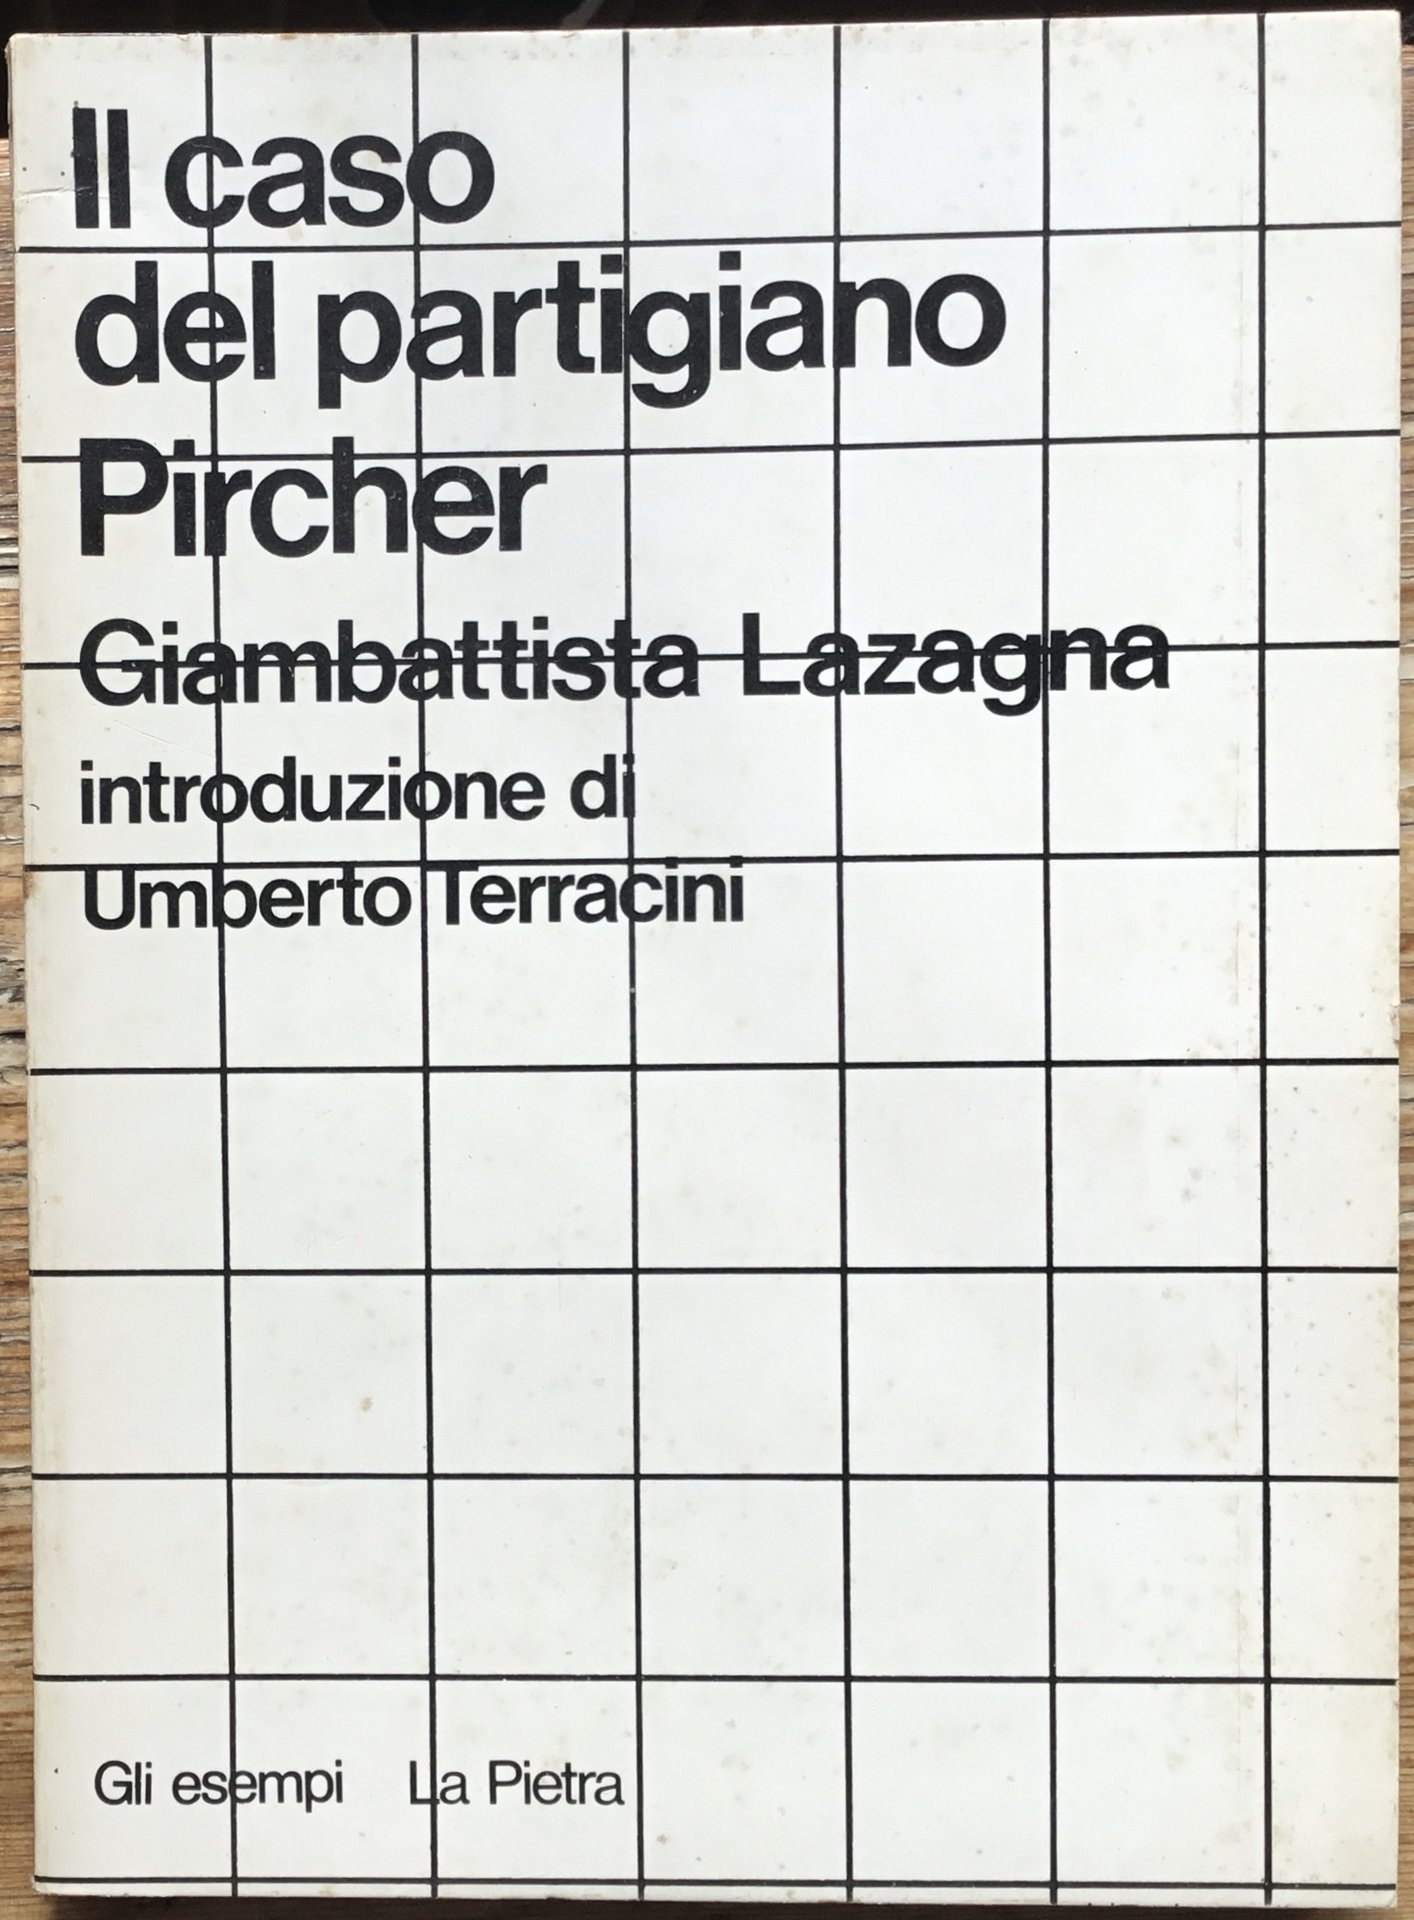 Il caso
del partigiano
Pircher
Giambattista Lazagna
introduzione di
Umberto Terracini
Gli esempi La Pietra